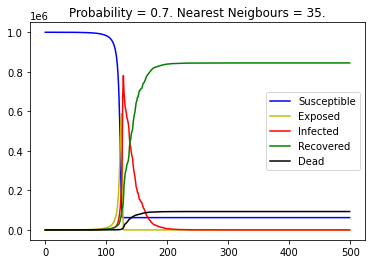 Probability = 0.7. Nearest Neigbours = 35.
1e6
1.0
0.8
0.6
0.4
0.2
0.0
Susceptible
Exposed
Infected
Recovered
Dead
0 100 200 300 400 500